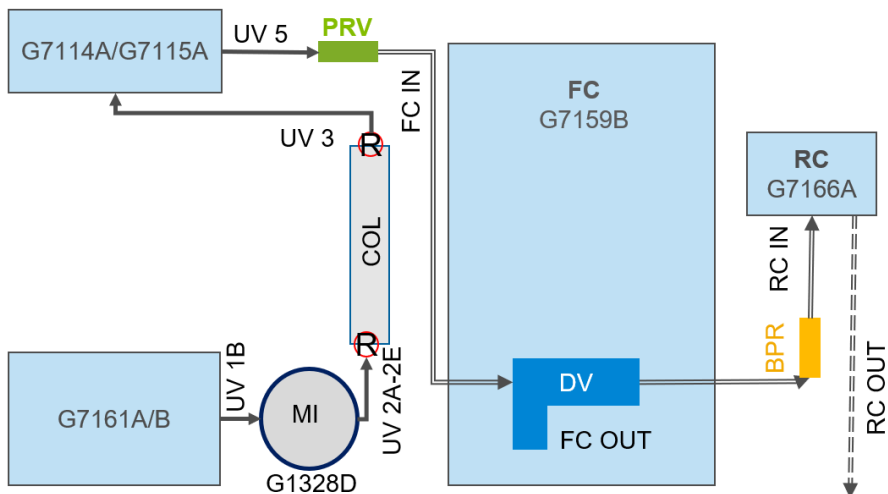 G7114A/G7115A
UV 5
PRV
FC IN
FC
G7159B
RC
G7166A
UV 3
R
COL
R
RC IN
BPR
RC OUT
G7161A/B
UV 1B
MI
G1328D
UV 2A-2E
DV
FC OUT